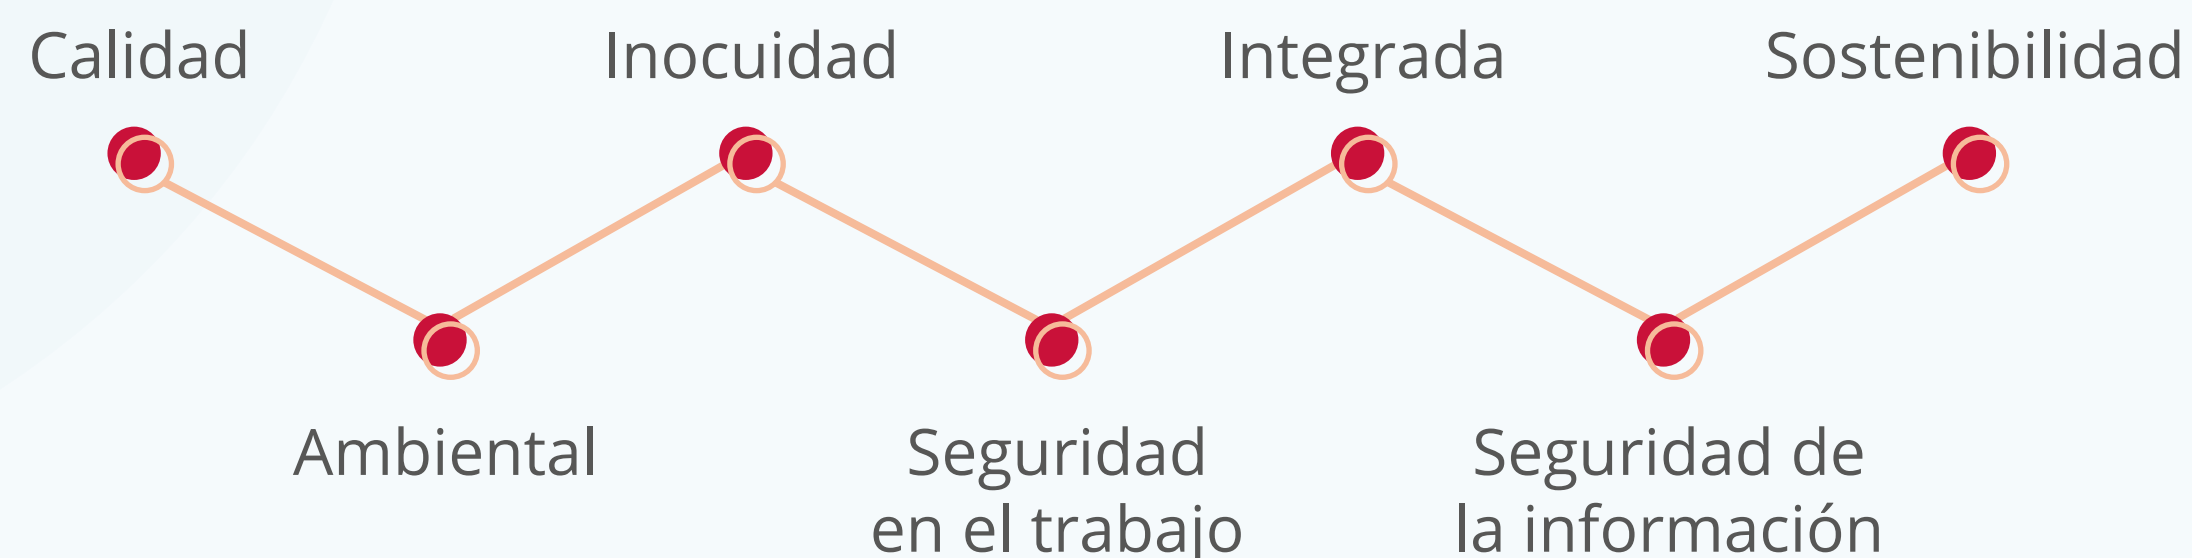 Calidad
Inocuidad
Integrada
Sostenibilidad
Ambiental
Seguridad
en el trabajo
Seguridad de
la información